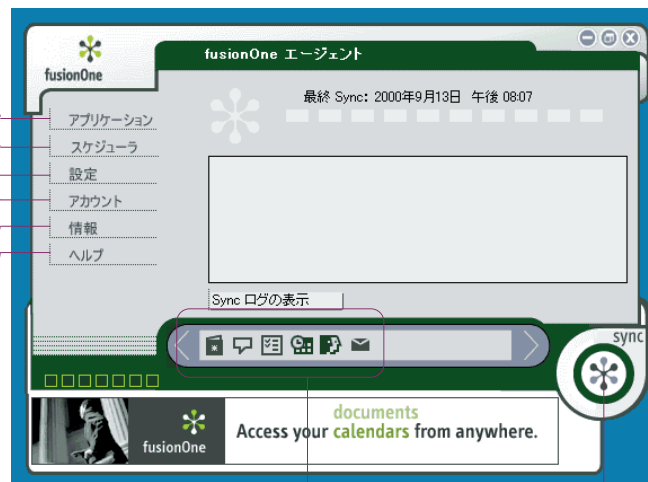 fusionOne
fusionOne エージェント
最終 Sync: 2000年9月13日 午後 08:07
アプリケーション
スケジューラ
設定
アカウント
情報
ヘルプ
Sync ログの表示
sync
fusionOne
documents
Access your calendars from anywhere.